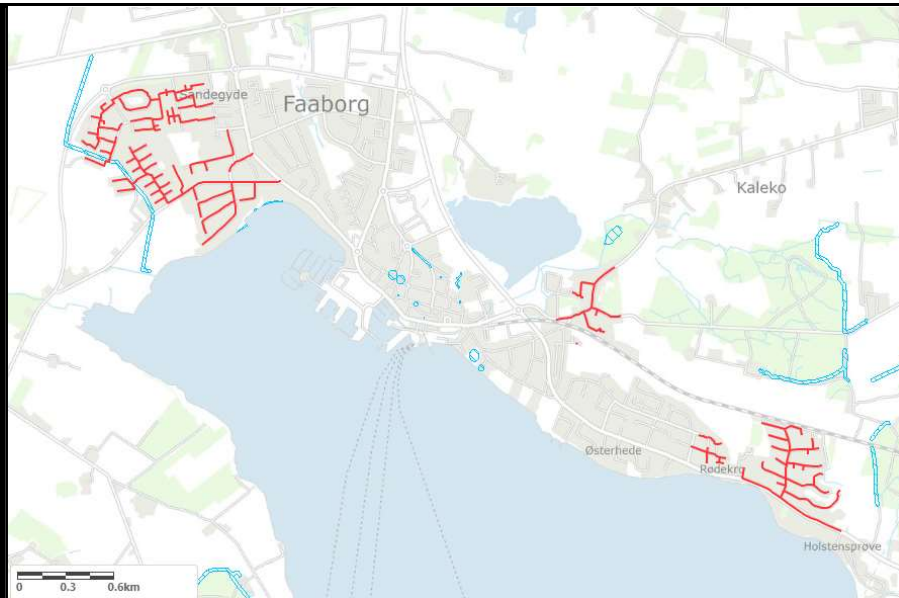 Sandegyde
Faaborg
Kaleko
Østerhede
Rødekro
Holstensprøve
0 0.3 0.6km